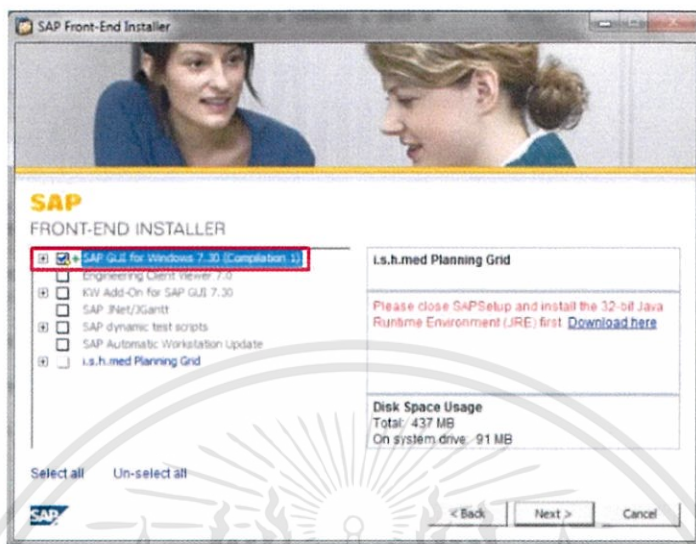 SAP Front-End Installer
SAP
FRONT-END INSTALLER
SAP GUI for Windows 7.30 (Compilation 1)
Engineering Client Viewer 7.0
KW Add-On for SAP GUI 7.30
SAP JNet/JGantt
SAP dynamic test scripts
SAP Automatic Workstation Update
i.s.h.med Planning Grid
i.s.h.med Planning Grid
Please close SAPSetup and install the 32-bit Java
Runtime Environment (JRE) first. Download here
Disk Space Usage
Total: 437 MB
On system drive: 91 MB
Select all Un-select all
SAP
< Back Next > Cancel